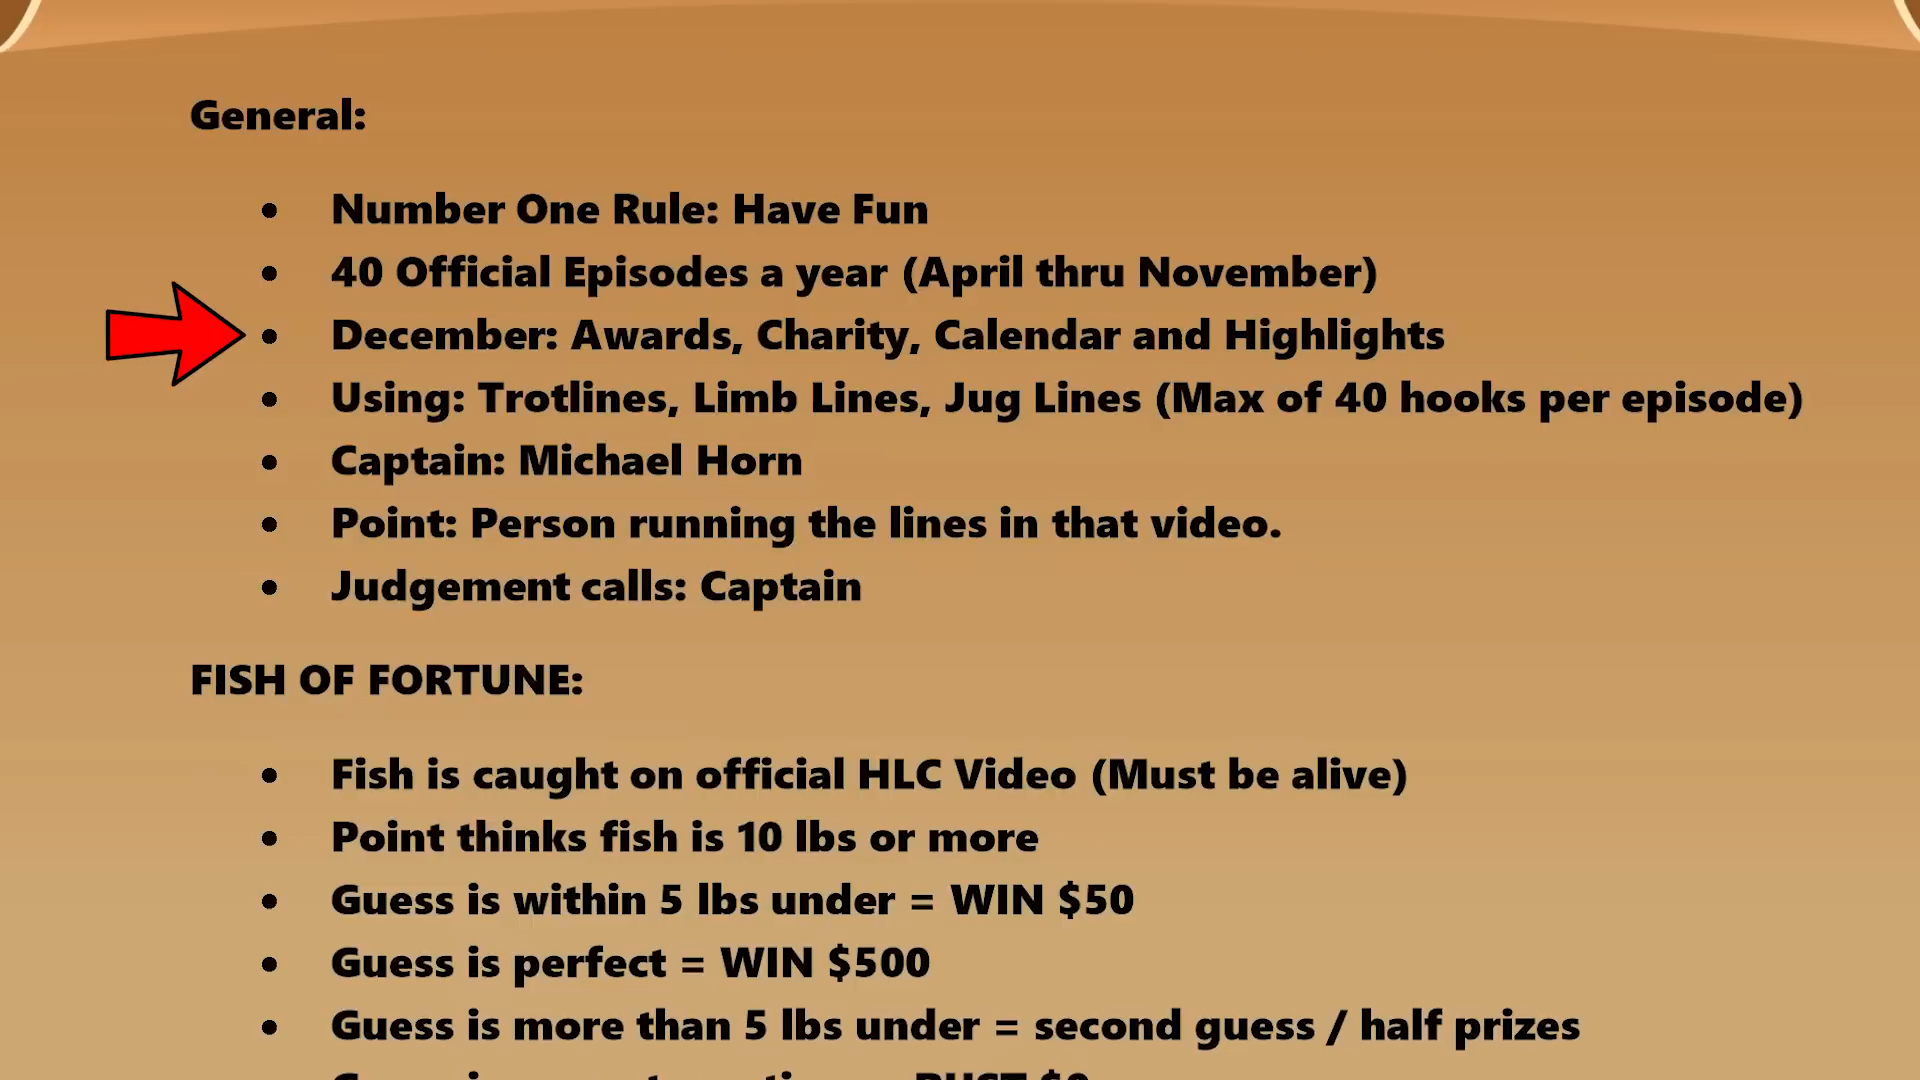 General:
• Number One Rule: Have Fun
• 40 Official Episodes a year (April thru November)
• December: Awards, Charity, Calendar and Highlights
• Using: Trotlines, Limb Lines, Jug Lines (Max of 40 hooks per episode)
• Captain: Michael Horn
• Point: Person running the lines in that video.
• Judgement calls: Captain
FISH OF FORTUNE:
• Fish is caught on official HLC Video (Must be alive)
• Point thinks fish is 10 lbs or more
• Guess is within 5 lbs under = WIN $50
• Guess is perfect = WIN $500
• Guess is more than 5 lbs under = second guess / half prizes